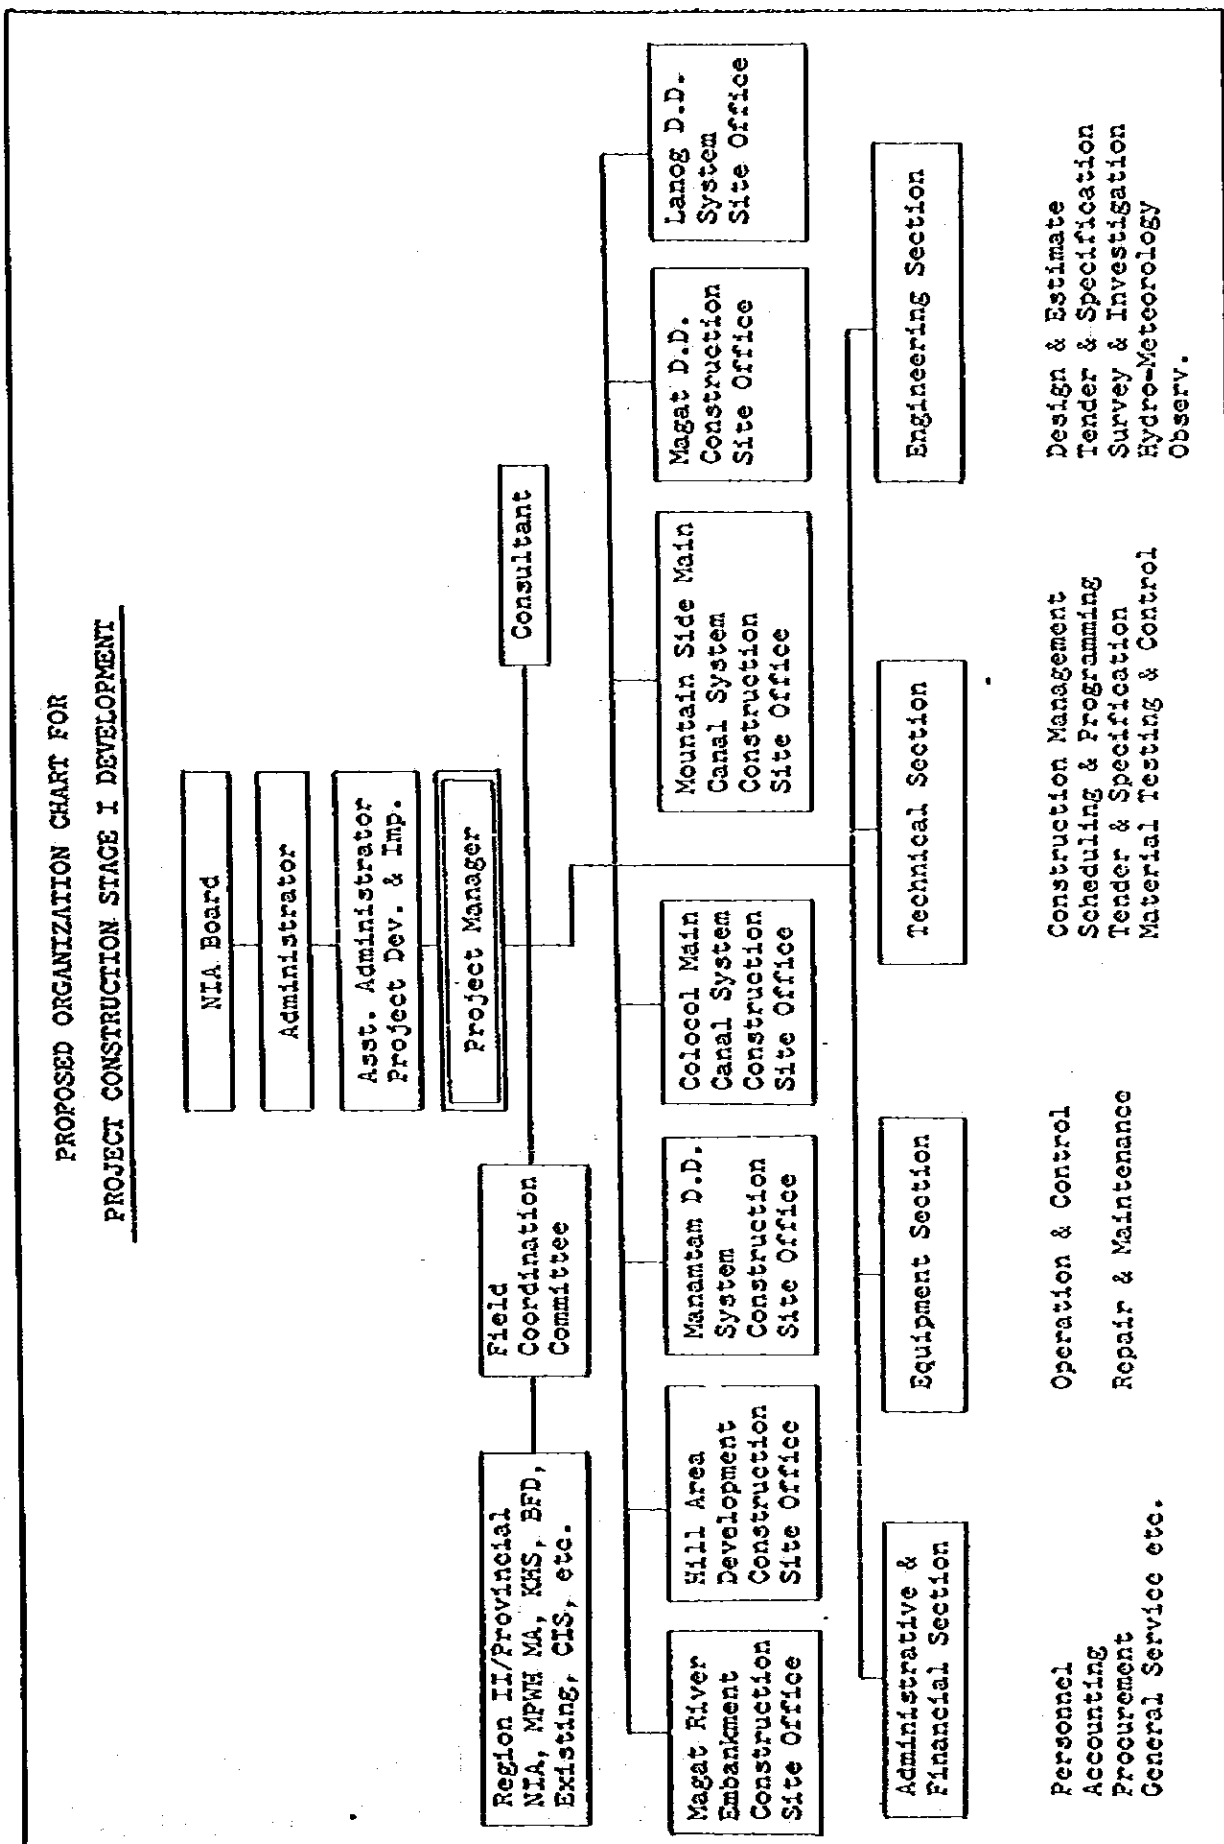 PROPOSED ORGANIZATION CHART FOR
PROJECT CONSTRUCTION STAGE I DEVELOPMENT
NIA Board
Administrator
Asst. Administrator
Project Dev. & Imp.
Project Manager
Region II/Provincial
NIA, MPWH MA, KHS, BFD,
Existing, CIS, etc.
Field
Coordination
Committee
Consultant
Magat River
Embankment
Construction
Site Office
Hill Area
Development
Construction
Site Office
Manamtam D.D.
System
Construction
Site Office
Colocol Main
Canal System
Construction
Site Office
Mountain Side Main
Canal System
Construction
Site Office
Magat D.D.
Construction
Site Office
Lanog D.D.
System
Site Office
Administrative &
Financial Section
Equipment Section
Technical Section
Engineering Section
Personnel
Accounting
Procurement
General Service etc.
Operation & Control
Repair & Maintenance
Construction Management
Scheduling & Programming
Tender & Specification
Material Testing & Control
Design & Estimate
Tender & Specification
Survey & Investigation
Hydro-Meteorology
Observ.